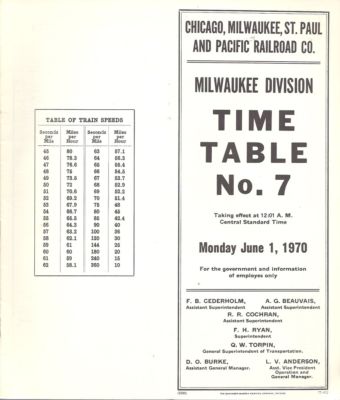 TABLE OF TRAIN SPEEDS
Seconds per Mile Miles per Hour Seconds per Mile Miles per Hour
45 80 63 57.1
46 78.3 64 56.3
47 76.6 65 55.4
48 75 66 54.5
49 73.5 67 53.7
50 72 68 52.9
51 70.6 69 52.2
52 69.2 70 51.4
53 67.9 75 48
54 66.7 80 45
55 65.5 85 42.4
56 64.3 90 40
57 63.2 100 36
58 62.1 120 30
59 61 144 25
60 60 180 20
61 59 240 15
62 58.1 360 10
CHICAGO, MILWAUKEE, ST. PAUL
AND PACIFIC RAILROAD CO.
MILWAUKEE DIVISION
TIME
TABLE
No. 7
Taking effect at 12:01 A. M.
Central Standard Time
Monday June 1, 1970
For the government and information
of employes only
F. B. CEDERHOLM, A. G. BEAUVAIS,
Assistant Superintendent Assistant Superintendent
R. R. COCHRAN,
Assistant Superintendent
F. H. RYAN,
Superintendent
Q. W. TORPIN,
General Superintendent of Transportation,
D. O. BURKE, L. V. ANDERSON,
Assistant General Manager. Asst. Vice President
Operation and
General Manager.